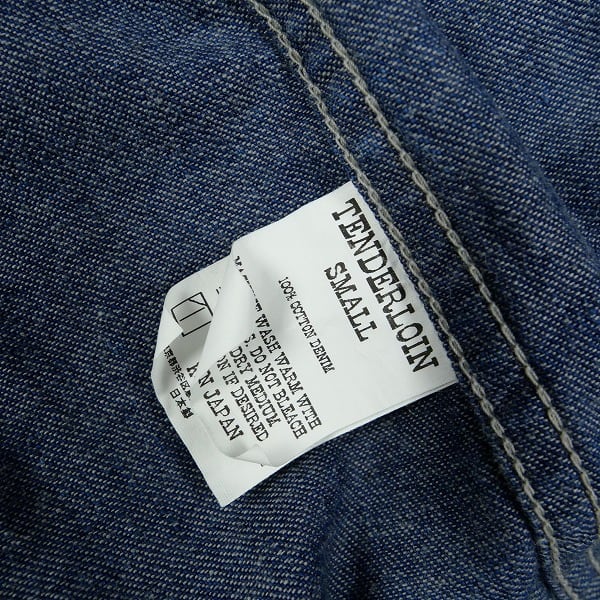 TENDERLOIN
SMALL
100% COTTON DENIM
WASH WARM WITH
DO NOT BLEACH
DRY MEDIUM
IF DESIRED
IN JAPAN
日本製